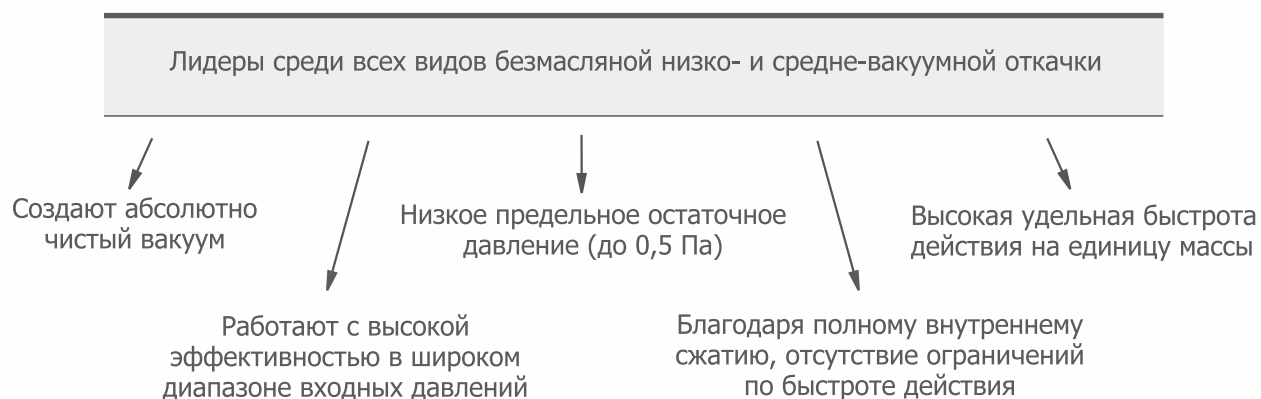 Лидеры среди всех видов безмасляной низко- и средне-вакуумной откачки
Создают абсолютно
чистый вакуум
Низкое предельное остаточное
давление (до 0,5 Па)
Высокая удельная быстрота
действия на единицу массы
Работают с высокой
эффективностью в широком
диапазоне входных давлений
Благодаря полному внутреннему
сжатию, отсутствие ограничений
по быстроте действия